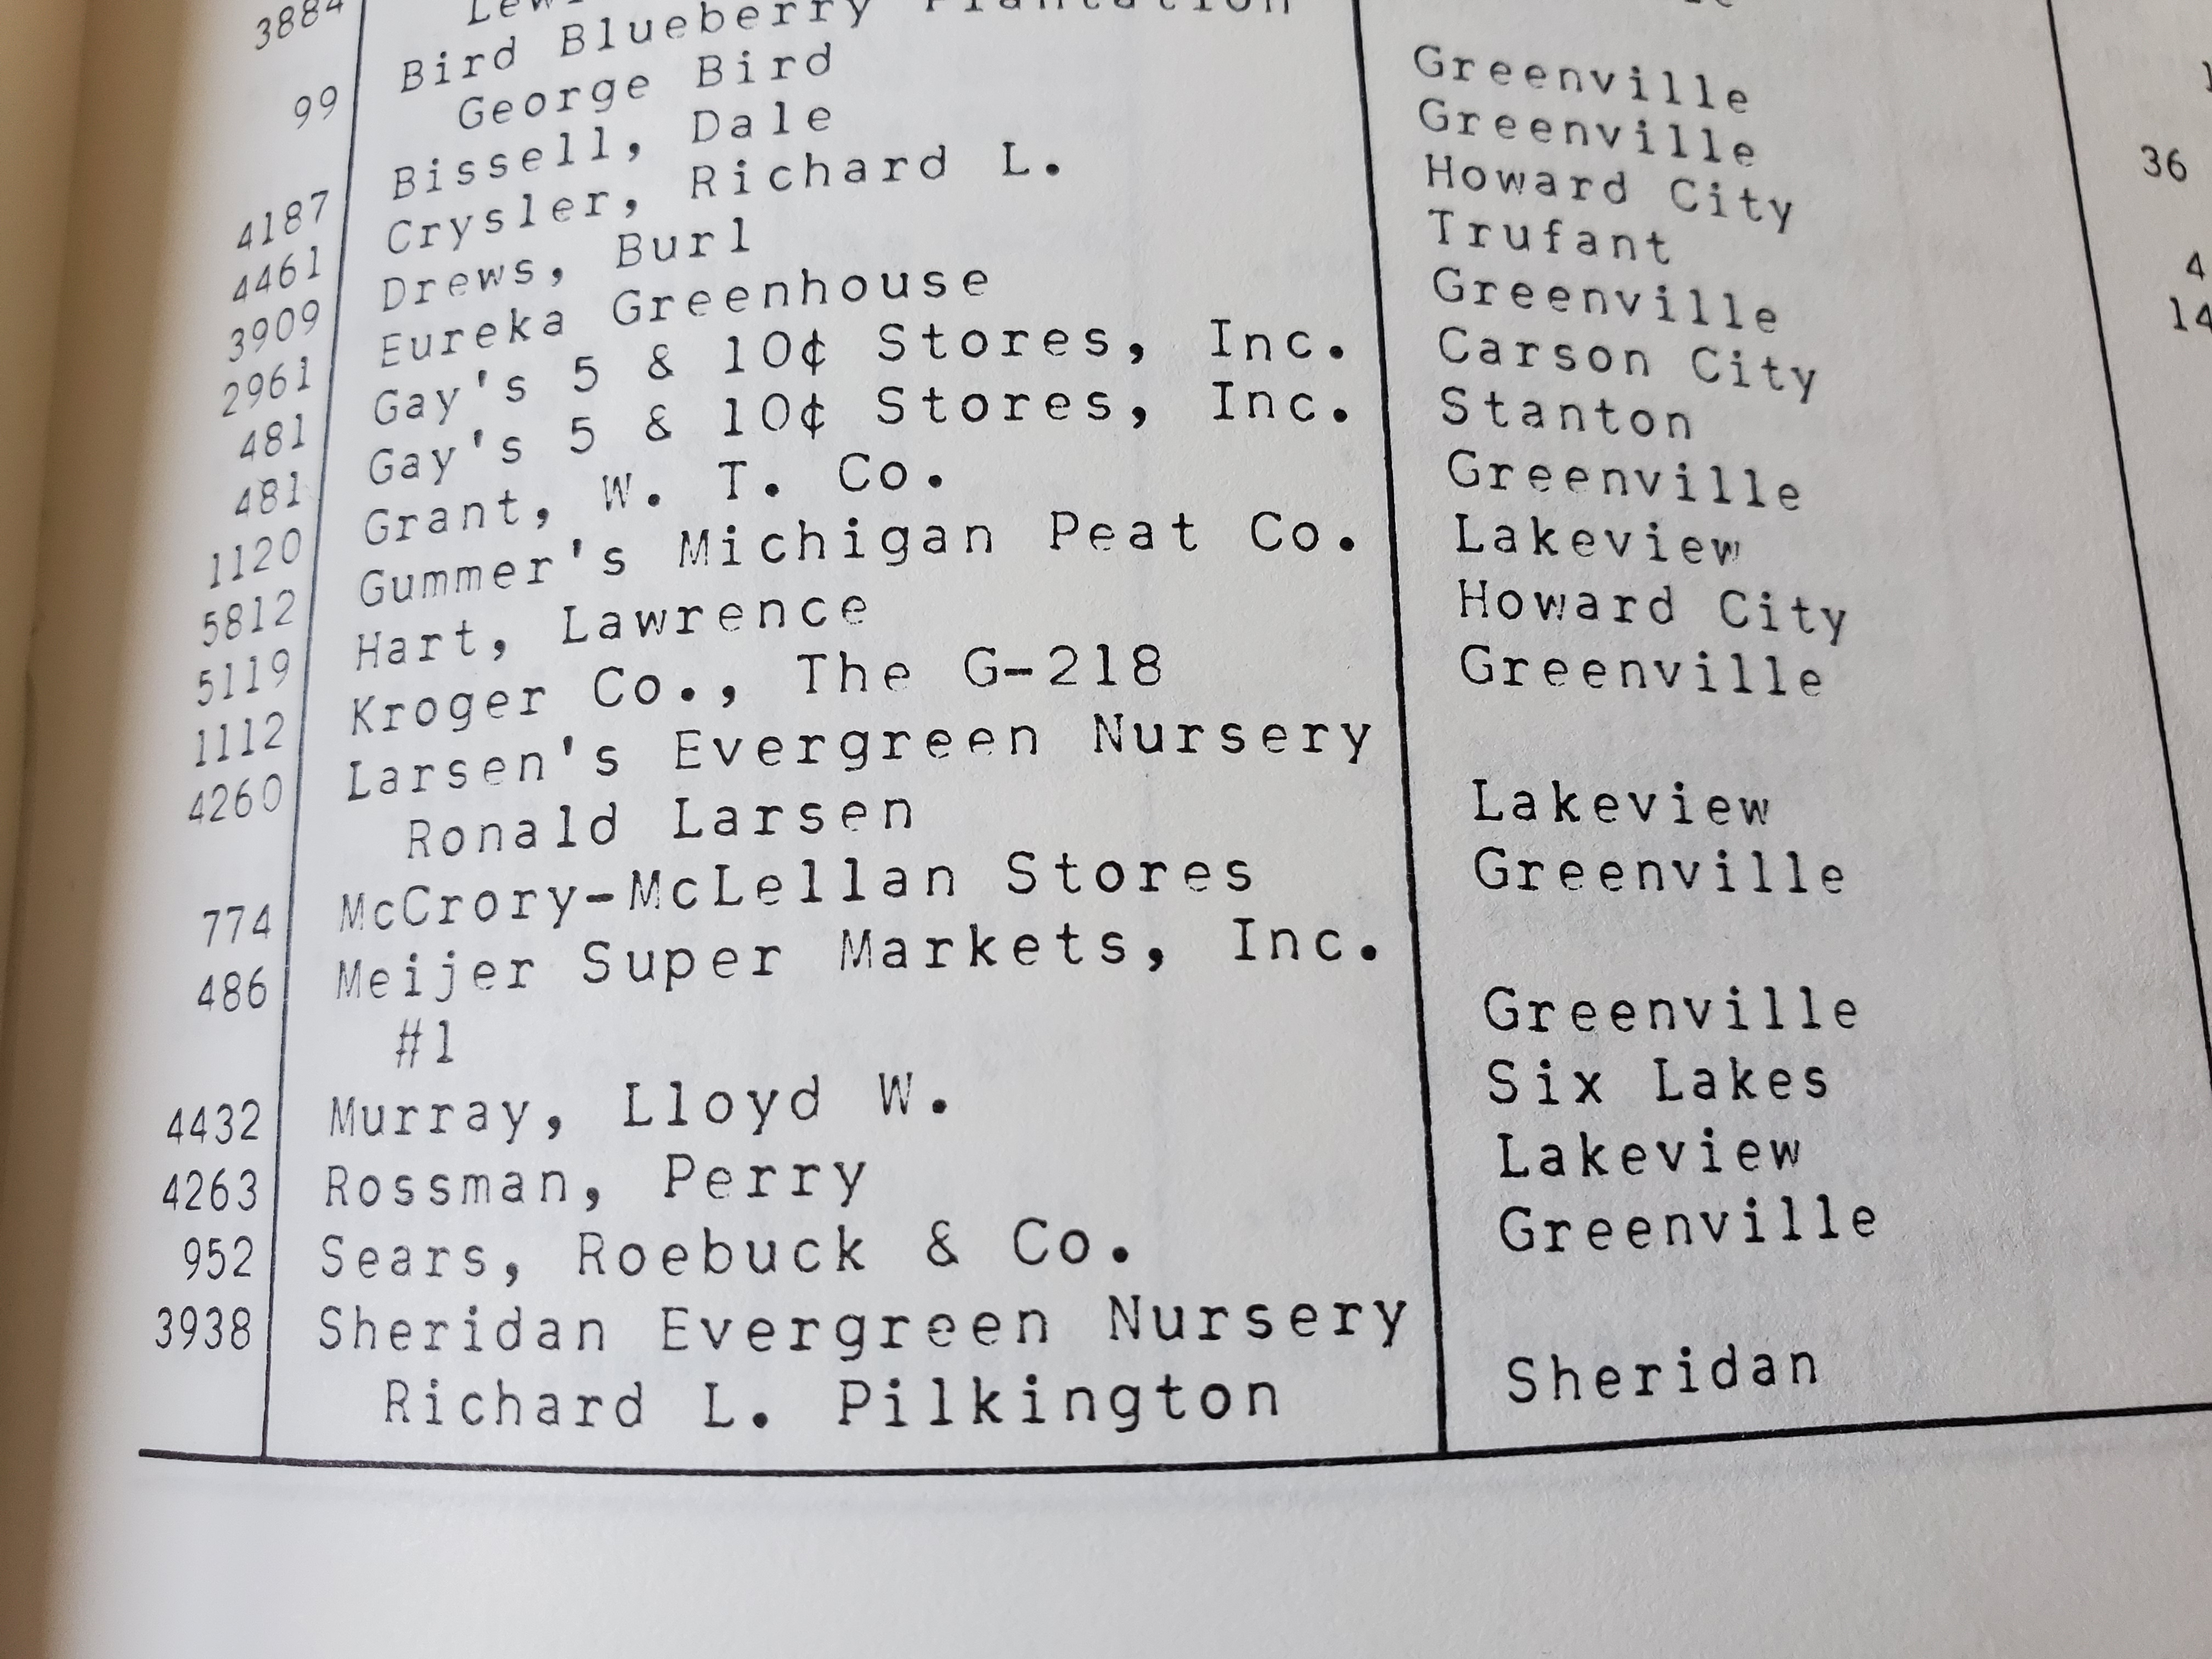 3884
Bird Blueberry Plantation
99 George Bird Greenville 36
4187 Bissell, Dale Greenville
4461 Crysler, Richard L. Howard City 4
3909 Drews, Burl Trufant 14
2961 Eureka Greenhouse Greenville
481 Gay's 5 & 10¢ Stores, Inc. Carson City
481 Gay's 5 & 10¢ Stores, Inc. Stanton
1120 Grant, W. T. Co. Greenville
5812 Gummer's Michigan Peat Co. Lakeview
5119 Hart, Lawrence Howard City
1112 Kroger Co., The G-218 Greenville
4260 Larsen's Evergreen Nursery
Ronald Larsen Lakeview
774 McCrory-McLellan Stores Greenville
486 Meijer Super Markets, Inc.
#1 Greenville
4432 Murray, Lloyd W. Six Lakes
4263 Rossman, Perry Lakeview
952 Sears, Roebuck & Co. Greenville
3938 Sheridan Evergreen Nursery
Richard L. Pilkington Sheridan